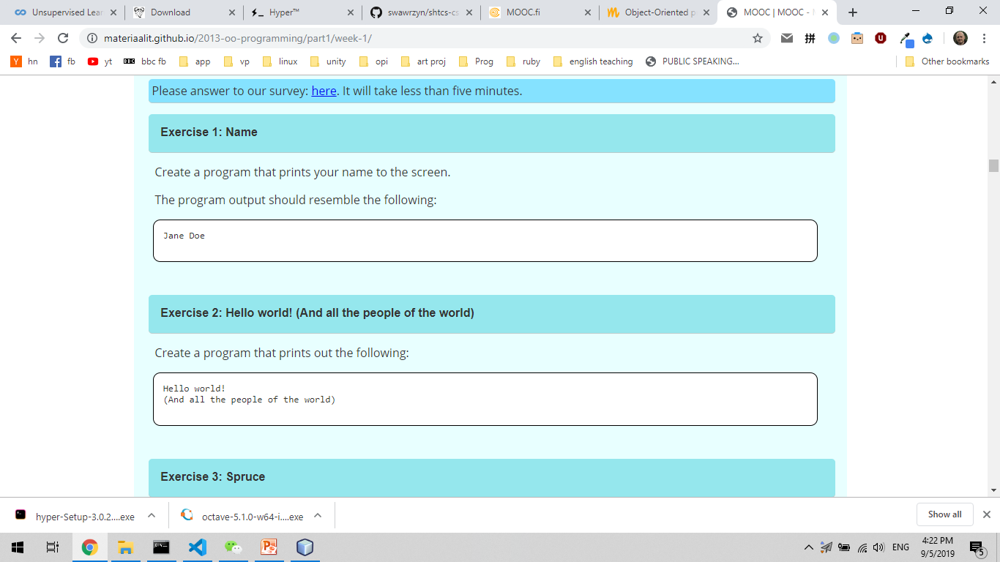 Unsupervised Lear
Download
Hyper™
swawrzyn/shtcs-cs
MOOC.fi
Object-Oriented p
MOOC | MOOC -
materiaalit.github.io/2013-oo-programming/part1/week-1/
hn
fb
yt
BBC
bbc fb
app
vp
linux
unity
opi
art proj
Prog
ruby
english teaching
PUBLIC SPEAKING...
Other bookmarks
Please answer to our survey: here. It will take less than five minutes.
Exercise 1: Name
Create a program that prints your name to the screen.
The program output should resemble the following:
Jane Doe
Exercise 2: Hello world! (And all the people of the world)
Create a program that prints out the following:
Hello world!
(And all the people of the world)
Exercise 3: Spruce
hyper-Setup-3.0.2....exe
octave-5.1.0-w64-i....exe
Show all
ENG
4:22 PM
9/5/2019
5